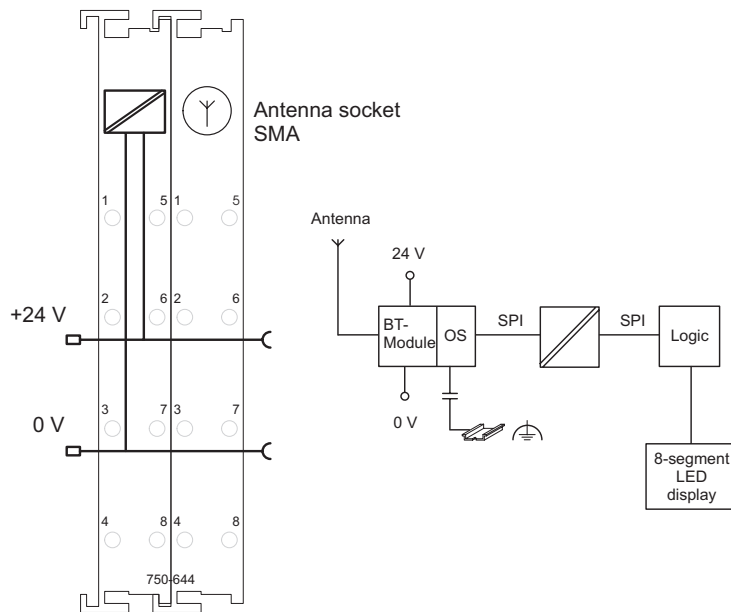 Antenna socket
SMA
1 5 1 5
2 6 2 6
+24 V
3 7 3 7
0 V
4 8 4 8
750-644
Antenna
24 V
BT-
Module
OS
SPI
SPI
Logic
0 V
8-segment
LED
display